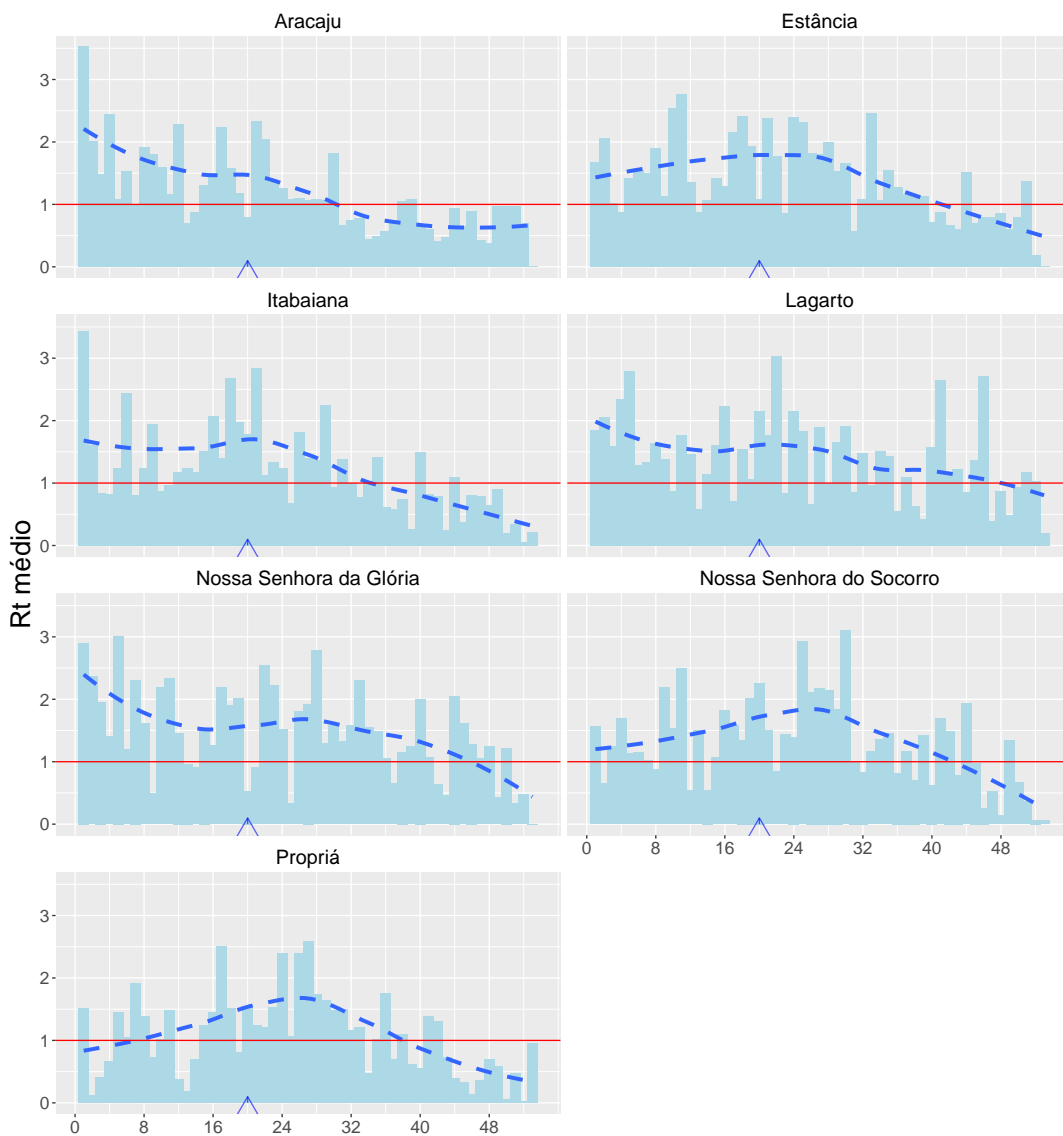 Aracaju
Estância
3
2
1
0
Itabaiana
Lagarto
3
2
1
0
Nossa Senhora da Glória
Nossa Senhora do Socorro
3
2
1
0
0 8 16 24 32 40 48
Propriá
3
2
1
0
0 8 16 24 32 40 48
Rt médio